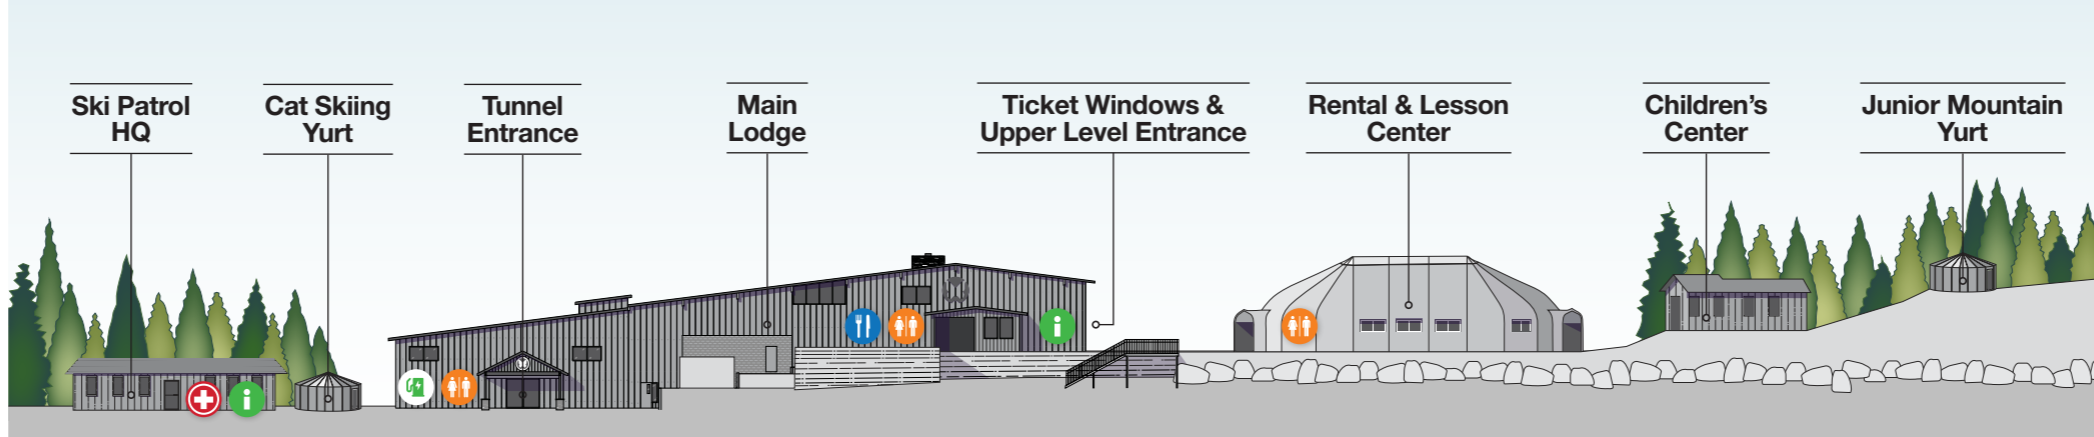 Ski Patrol
HQ
Cat Skiing
Yurt
Tunnel
Entrance
Main
Lodge
Ticket Windows &
Upper Level Entrance
Rental & Lesson
Center
Children’s
Center
Junior Mountain
Yurt